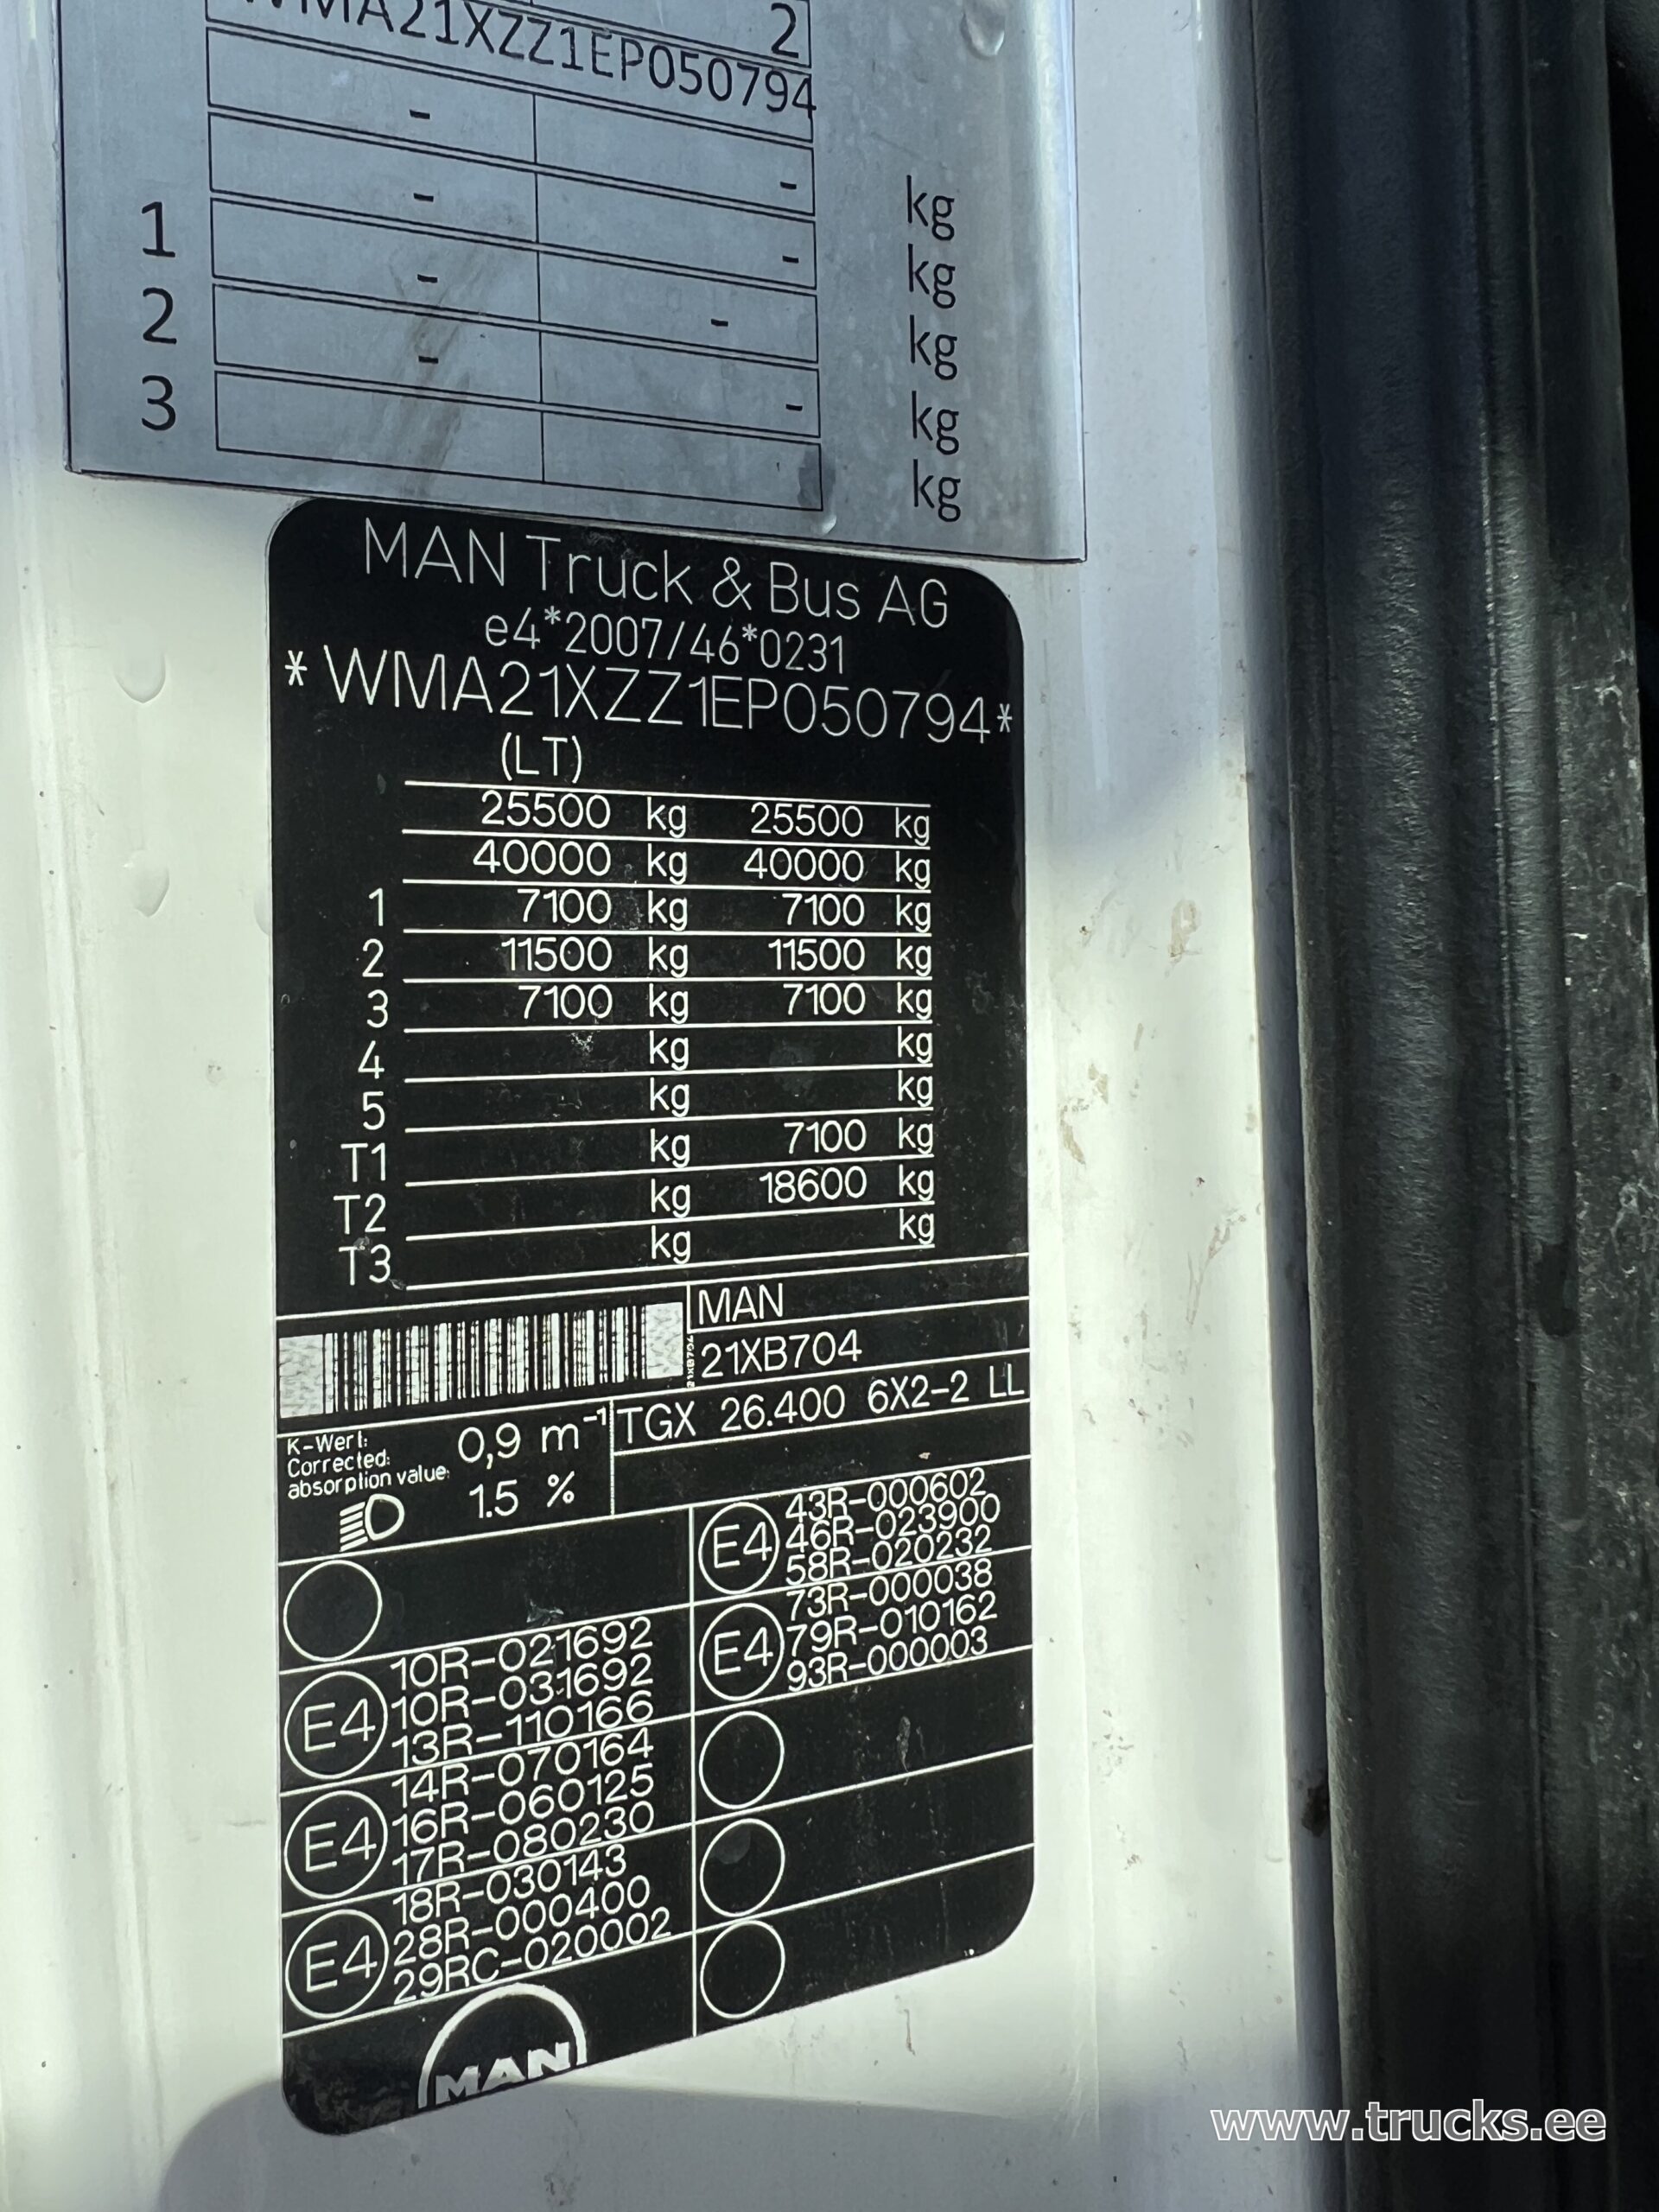 2
WMA21XZZ1EP050794
-
- kg
-
1 - kg
-
2 - kg
-
3 - kg
kg
MAN Truck & Bus AG
e4*2007/46*0231
*WMA21XZZ1EP050794*
(LT)
25500 kg 25500 kg
40000 kg 40000 kg
1 7100 kg 7100 kg
2 11500 kg 11500 kg
3 7100 kg 7100 kg
4 kg kg
5 kg kg
T1 kg 7100 kg
T2 kg 18600 kg
T3 kg kg
MAN
21XB704
21XB704
TGX 26.400 6X2-2 LL
K-Wert: 0,9 m⁻¹
Corrected:
absorption value:
1.5 %
E4
43R-000602
46R-023900
58R-020232
E4
73R-000038
79R-010162
93R-000003
E4
10R-021692
10R-031692
13R-110166
E4
14R-070164
16R-060125
17R-080230
E4
18R-030143
28R-000400
29RC-020002
MAN
www.trucks.ee